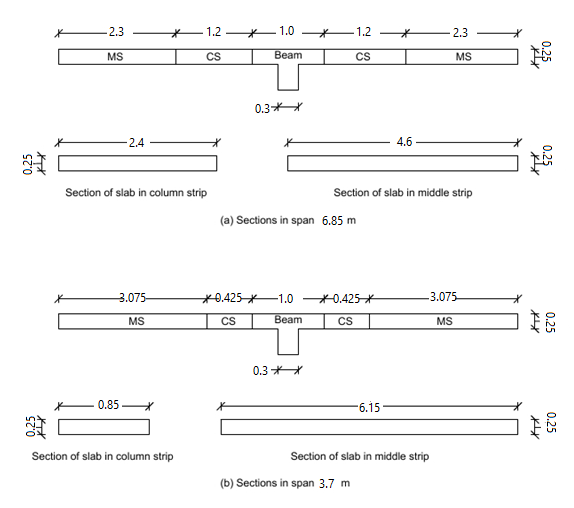 2.3 1.2 1.0 1.2 2.3
MS CS Beam CS MS
0.25
0.3
2.4 4.6
0.25 0.25
Section of slab in column strip Section of slab in middle strip
(a) Sections in span 6.85 m
3.075 0.425 1.0 0.425 3.075
MS CS Beam CS MS
0.25
0.3
0.85 6.15
0.25 0.25
Section of slab in column strip Section of slab in middle strip
(b) Sections in span 3.7 m